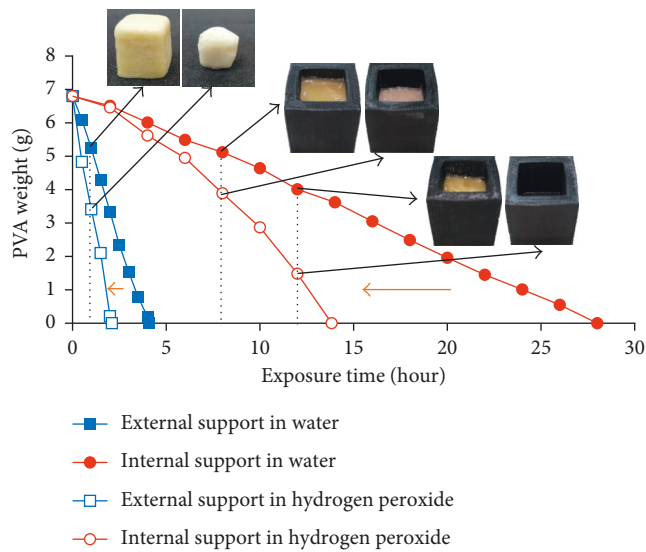 8
7
6
5
4
3
2
1
0
PVA weight (g)
0 5 10 15 20 25 30
Exposure time (hour)
External support in water
Internal support in water
External support in hydrogen peroxide
Internal support in hydrogen peroxide